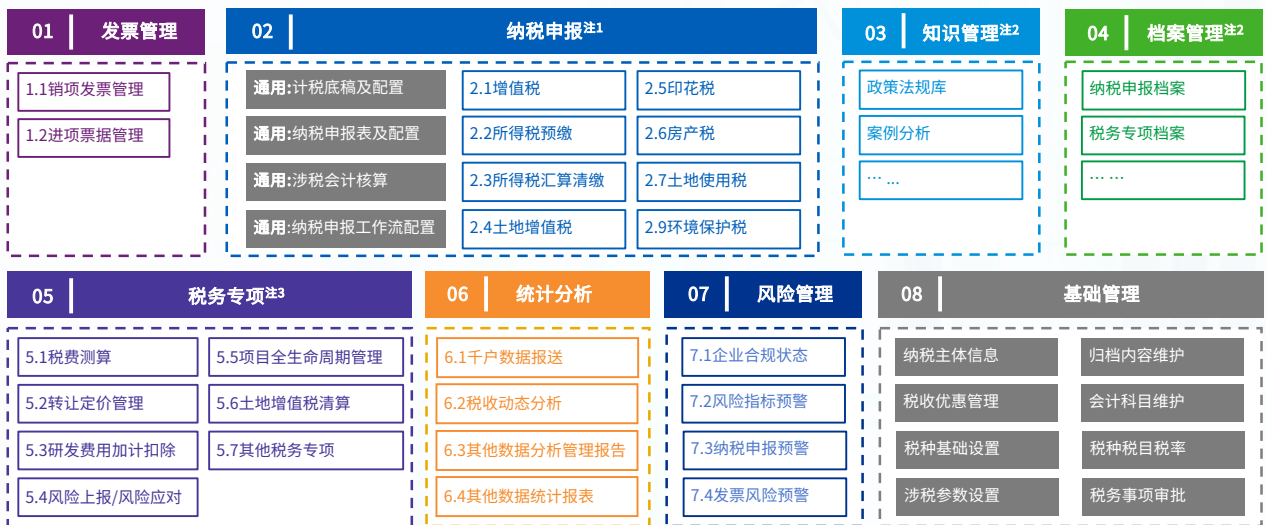 01 发票管理
1.1销项发票管理
1.2进项票据管理
02 纳税申报注1
通用:计税底稿及配置
通用:纳税申报表及配置
通用:涉税会计核算
通用:纳税申报工作流配置
2.1增值税
2.2所得税预缴
2.3所得税汇算清缴
2.4土地增值税
2.5印花税
2.6房产税
2.7土地使用税
2.9环境保护税
03 知识管理注2
政策法规库
案例分析
… ...
04 档案管理注2
纳税申报档案
税务专项档案
… …
05 税务专项注3
5.1税费测算
5.2转让定价管理
5.3研发费用加计扣除
5.4风险上报/风险应对
5.5项目全生命周期管理
5.6土地增值税清算
5.7其他税务专项
06 统计分析
6.1千户数据报送
6.2税收动态分析
6.3其他数据分析管理报告
6.4其他数据统计报表
07 风险管理
7.1企业合规状态
7.2风险指标预警
7.3纳税申报预警
7.4发票风险预警
08 基础管理
纳税主体信息
税收优惠管理
税种基础设置
涉税参数设置
归档内容维护
会计科目维护
税种税目税率
税务事项审批